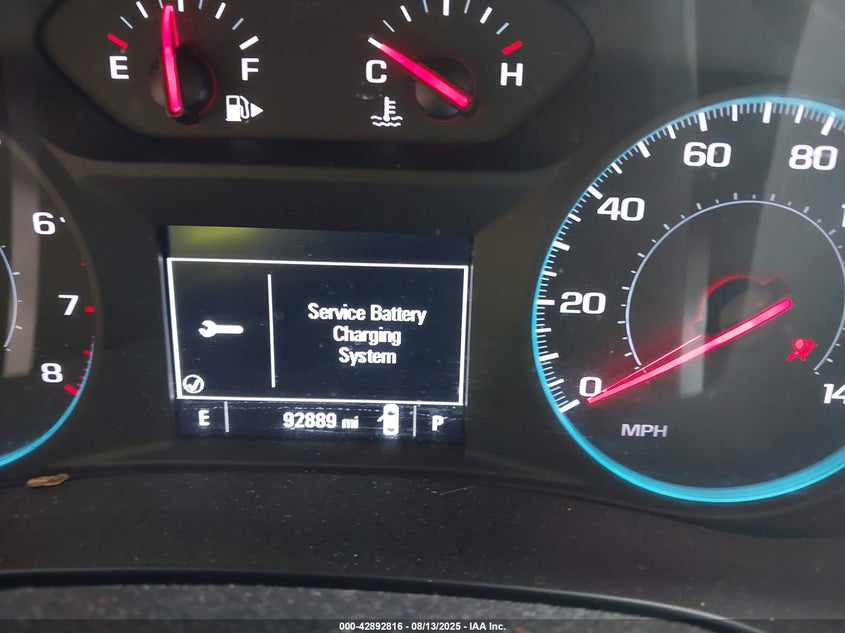 E
F
C
H
6
7
8
Service Battery
Charging
System
E
92889 mi
P
0
20
40
60
80
MPH
000-42892816 - 08/13/2025 - IAA Inc.